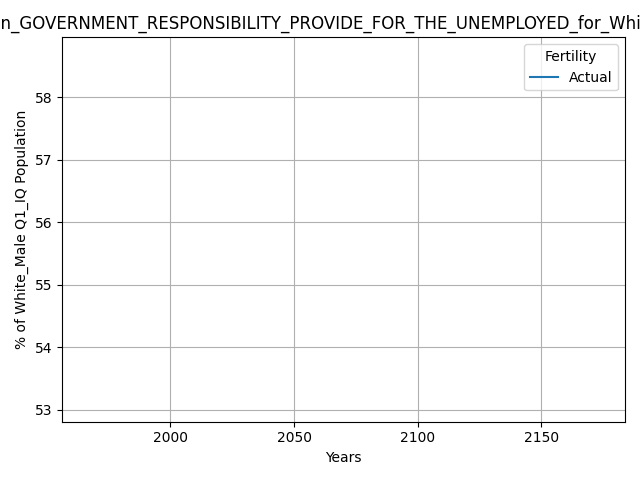 n_GOVERNMENT_RESPONSIBILITY_PROVIDE_FOR_THE_UNEMPLOYED_for_Whi
Fertility
Actual
% of White_Male Q1_IQ Population
58
57
56
55
54
53
2000 2050 2100 2150
Years